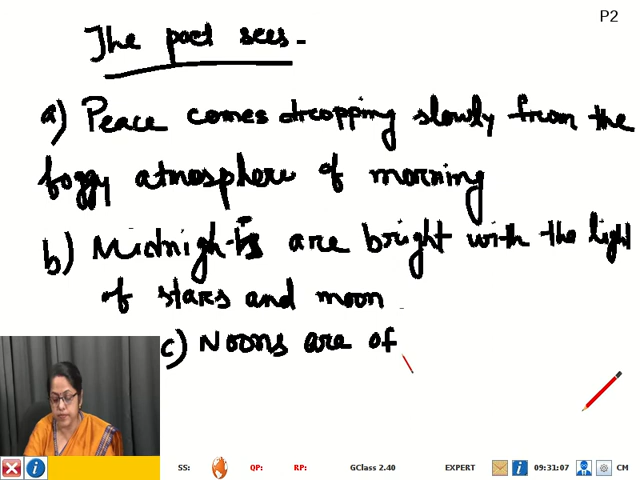 P2
The poet sees -
a) Peace comes dropping slowly from the
foggy atmosphere of morning
b) Midnights are bright with the light
of stars and moon
c) Noons are of
SS: QP: RP: GClass 2.40 EXPERT 09:31:07 CM